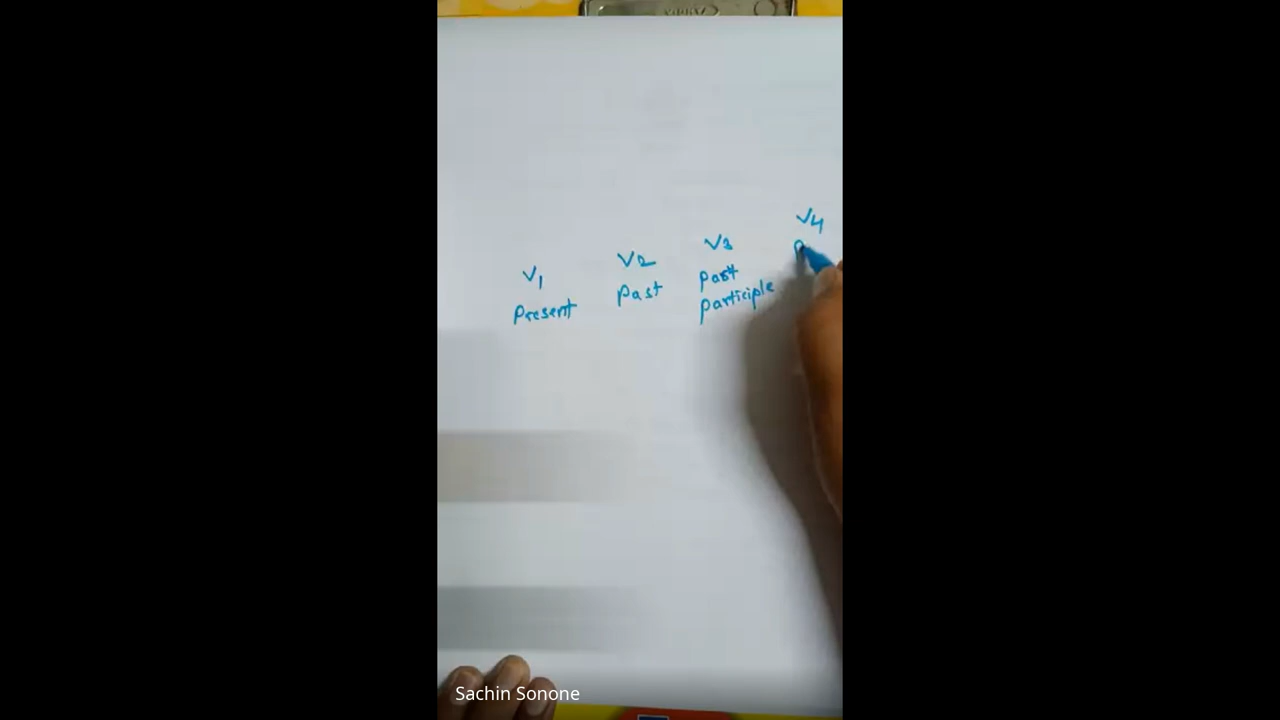 V1 V2 V3 V4
Present Past Past
Participle
Sachin Sonone